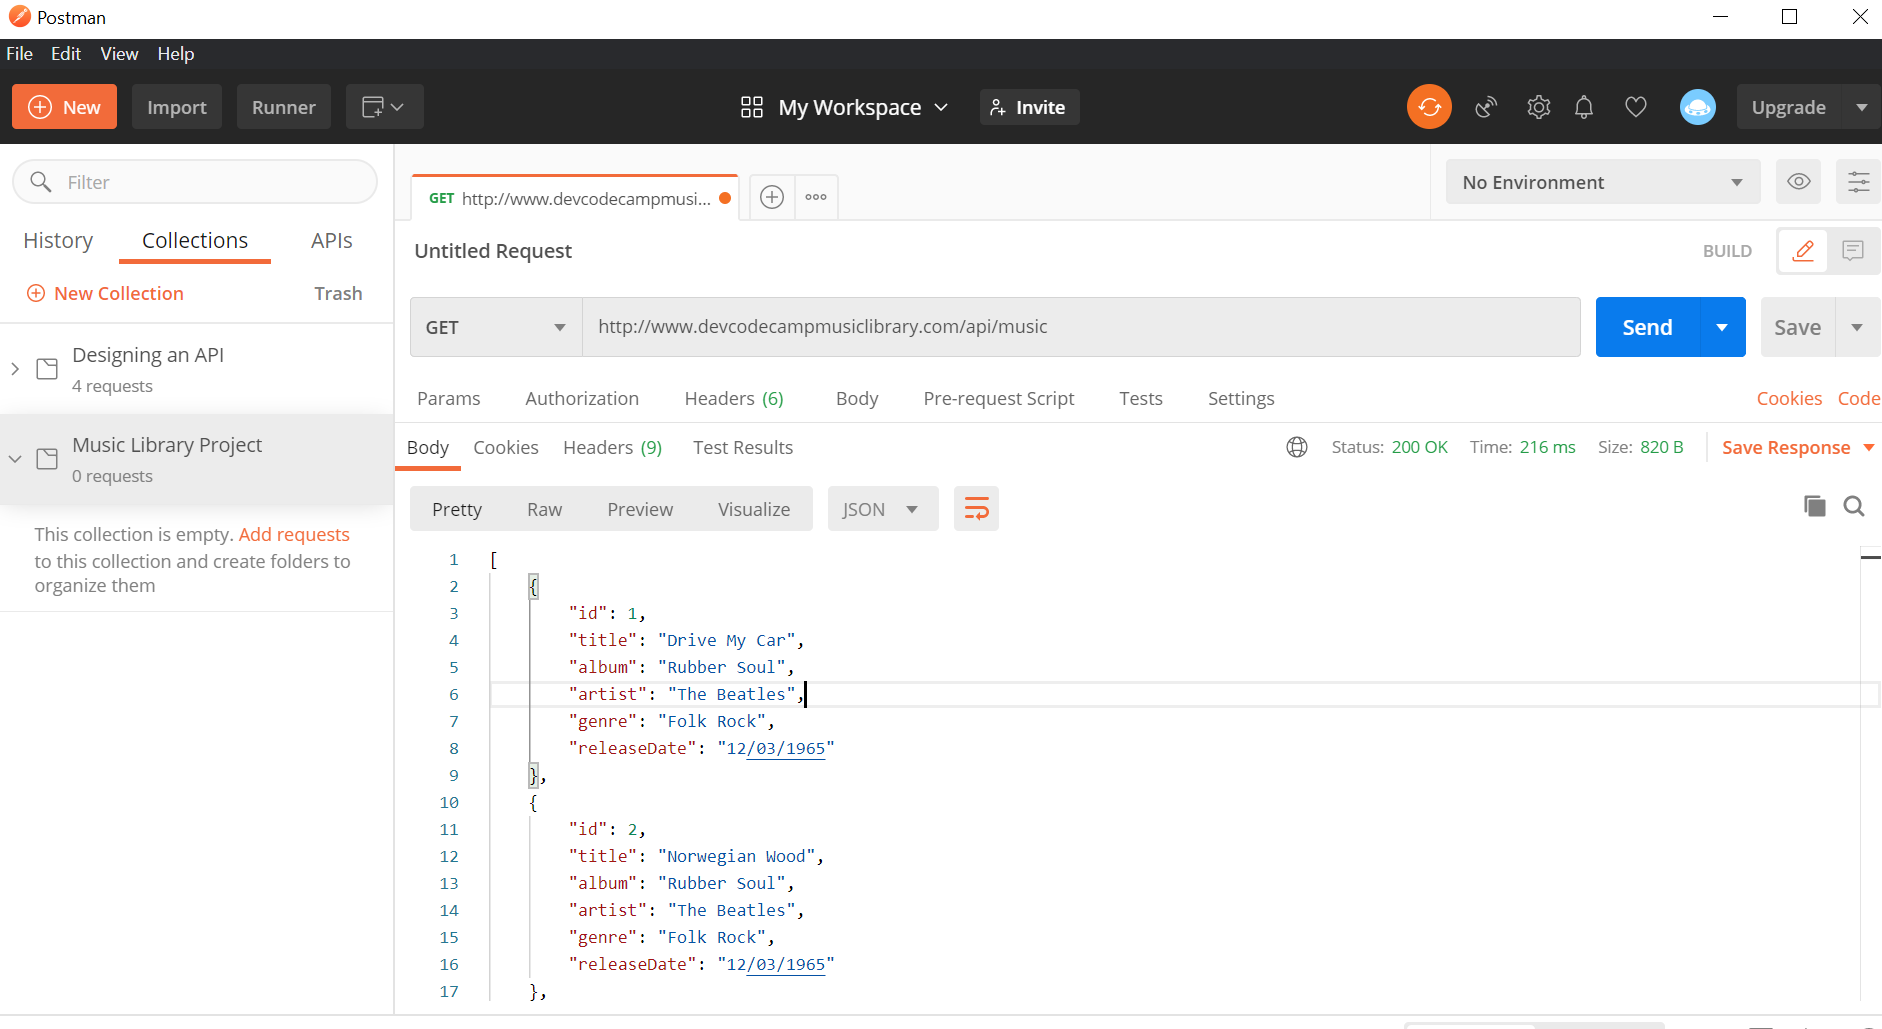 Postman
File Edit View Help
New Import Runner My Workspace Invite Upgrade
Filter
History Collections APIs
New Collection Trash
Designing an API
4 requests
Music Library Project
0 requests
This collection is empty. Add requests
to this collection and create folders to
organize them
GET http://www.devcodecampmusi... No Environment
Untitled Request BUILD
GET http://www.devcodecampmusiclibrary.com/api/music Send Save
Params Authorization Headers (6) Body Pre-request Script Tests Settings Cookies Code
Body Cookies Headers (9) Test Results Status: 200 OK Time: 216 ms Size: 820 B Save Response
Pretty Raw Preview Visualize JSON
1 [
2 {
3 "id": 1,
4 "title": "Drive My Car",
5 "album": "Rubber Soul",
6 "artist": "The Beatles",
7 "genre": "Folk Rock",
8 "releaseDate": "12/03/1965"
9 },
10 {
11 "id": 2,
12 "title": "Norwegian Wood",
13 "album": "Rubber Soul",
14 "artist": "The Beatles",
15 "genre": "Folk Rock",
16 "releaseDate": "12/03/1965"
17 },